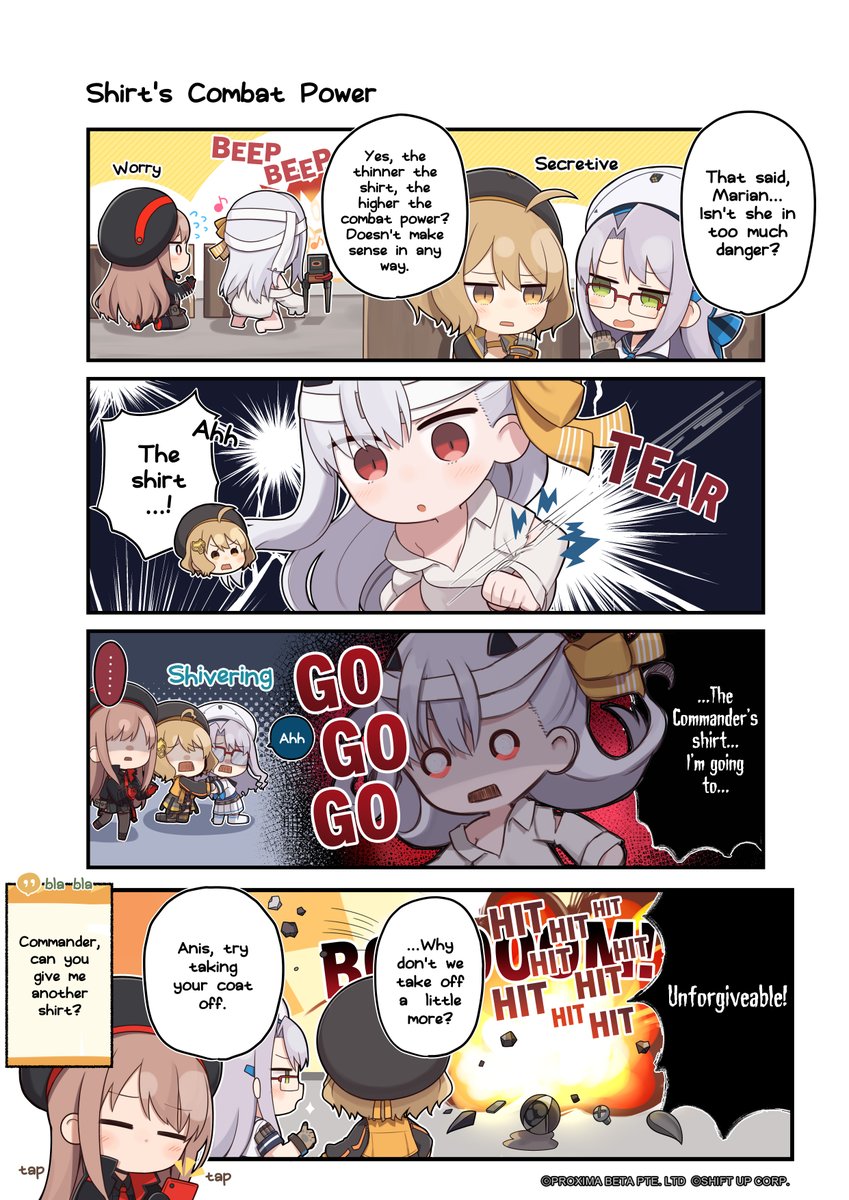 Shirt's Combat Power
Worry
BEEP
BEEP
Yes, the
thinner the
shirt, the
higher the
combat power?
Doesn't make
sense in any
way.
Secretive
That said,
Marian...
Isn't she in
too much
danger?
The
shirt
...!
Ahh
TEAR
........
Shivering
Ahh
GO
GO
GO
...The
Commander's
shirt...
I'm going
to...
bla-bla
Commander,
can you
give me
another
shirt?
Anis, try
taking
your coat
off.
...Why
don't we
take off
a little
more?
HIT
HIT
HIT
HIT
HIT
HIT
HIT
HIT
HIT
Unforgiveable!
tap
tap
©PROXIMA BETA PTE. LTD ©SHIFT UP CORP.